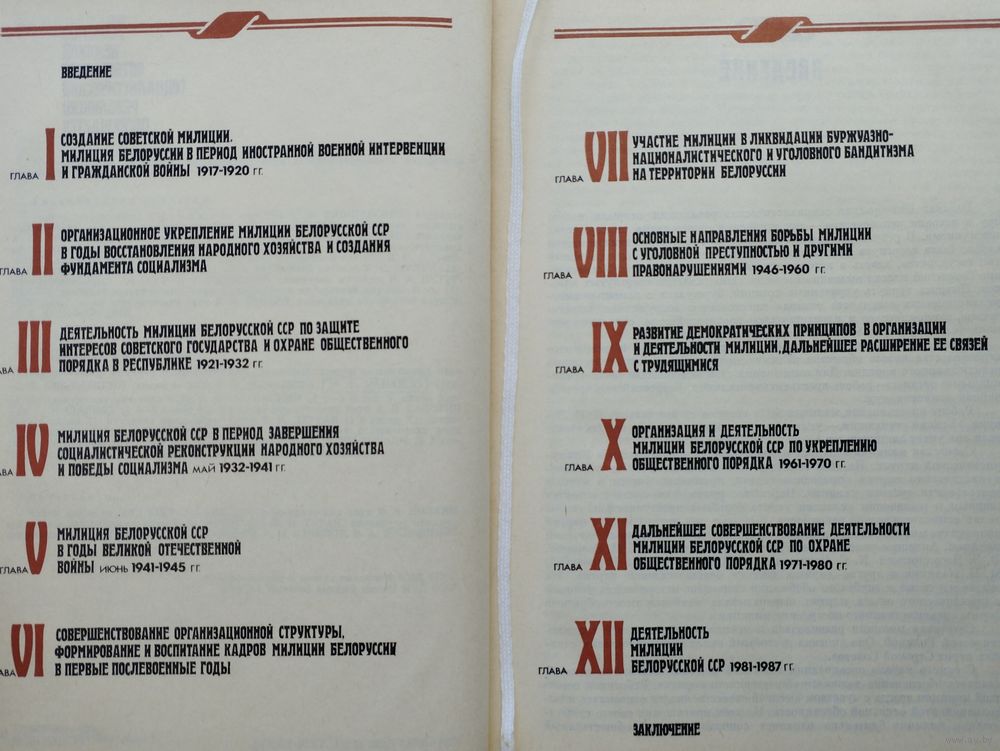 ВВЕДЕНИЕ
ГЛАВА I
СОЗДАНИЕ СОВЕТСКОЙ МИЛИЦИИ.
МИЛИЦИЯ БЕЛОРУССИИ В ПЕРИОД ИНОСТРАННОЙ ВОЕННОЙ ИНТЕРВЕНЦИИ
И ГРАЖДАНСКОЙ ВОЙНЫ 1917-1920 ГГ.
ГЛАВА II
ОРГАНИЗАЦИОННОЕ УКРЕПЛЕНИЕ МИЛИЦИИ БЕЛОРУССКОЙ ССР
В ГОДЫ ВОССТАНОВЛЕНИЯ НАРОДНОГО ХОЗЯЙСТВА И СОЗДАНИЯ
ФУНДАМЕНТА СОЦИАЛИЗМА
ВА III
ДЕЯТЕЛЬНОСТЬ МИЛИЦИИ БЕЛОРУССКОЙ ССР ПО ЗАЩИТЕ
ИНТЕРЕСОВ СОВЕТСКОГО ГОСУДАРСТВА И ОХРАНЕ ОБЩЕСТВЕННОГО
ПОРЯДКА В РЕСПУБЛИКЕ 1921-1932 ГГ.
ВА IV
МИЛИЦИЯ БЕЛОРУССКОЙ ССР В ПЕРИОД ЗАВЕРШЕНИЯ
СОЦИАЛИСТИЧЕСКОЙ РЕКОНСТРУКЦИИ НАРОДНОГО ХОЗЯЙСТВА
И ПОБЕДЫ СОЦИАЛИЗМА МАЙ 1932-1941 ГГ.
ГЛАВА V
МИЛИЦИЯ БЕЛОРУССКОЙ ССР
В ГОДЫ ВЕЛИКОЙ ОТЕЧЕСТВЕННОЙ
ВОЙНЫ ИЮНЬ 1941-1945 ГГ.
ВА VI
СОВЕРШЕНСТВОВАНИЕ ОРГАНИЗАЦИОННОЙ СТРУКТУРЫ,
ФОРМИРОВАНИЕ И ВОСПИТАНИЕ КАДРОВ МИЛИЦИИ БЕЛОРУССИИ
В ПЕРВЫЕ ПОСЛЕВОЕННЫЕ ГОДЫ
ГЛАВА VII
УЧАСТИЕ МИЛИЦИИ В ЛИКВИДАЦИИ БУРЖУАЗНО-
НАЦИОНАЛИСТИЧЕСКОГО И УГОЛОВНОГО БАНДИТИЗМА
НА ТЕРРИТОРИИ БЕЛОРУССИИ
ГЛАВА VIII
ОСНОВНЫЕ НАПРАВЛЕНИЯ БОРЬБЫ МИЛИЦИИ
С УГОЛОВНОЙ ПРЕСТУПНОСТЬЮ И ДРУГИМИ
ПРАВОНАРУШЕНИЯМИ 1946-1960 ГГ.
ГЛАВА IX
РАЗВИТИЕ ДЕМОКРАТИЧЕСКИХ ПРИНЦИПОВ В ОРГАНИЗАЦИИ
И ДЕЯТЕЛЬНОСТИ МИЛИЦИИ, ДАЛЬНЕЙШЕЕ РАСШИРЕНИЕ ЕЕ СВЯЗЕЙ
С ТРУДЯЩИМИСЯ
ГЛАВА X
ОРГАНИЗАЦИЯ И ДЕЯТЕЛЬНОСТЬ
МИЛИЦИИ БЕЛОРУССКОЙ ССР ПО УКРЕПЛЕНИЮ
ОБЩЕСТВЕННОГО ПОРЯДКА 1961-1970 ГГ.
ГЛАВА XI
ДАЛЬНЕЙШЕЕ СОВЕРШЕНСТВОВАНИЕ ДЕЯТЕЛЬНОСТИ
МИЛИЦИИ БЕЛОРУССКОЙ ССР ПО ОХРАНЕ
ОБЩЕСТВЕННОГО ПОРЯДКА 1971-1980 ГГ.
ГЛАВА XII
ДЕЯТЕЛЬНОСТЬ
МИЛИЦИИ
БЕЛОРУССКОЙ ССР 1981-1987 ГГ.
ЗАКЛЮЧЕНИЕ